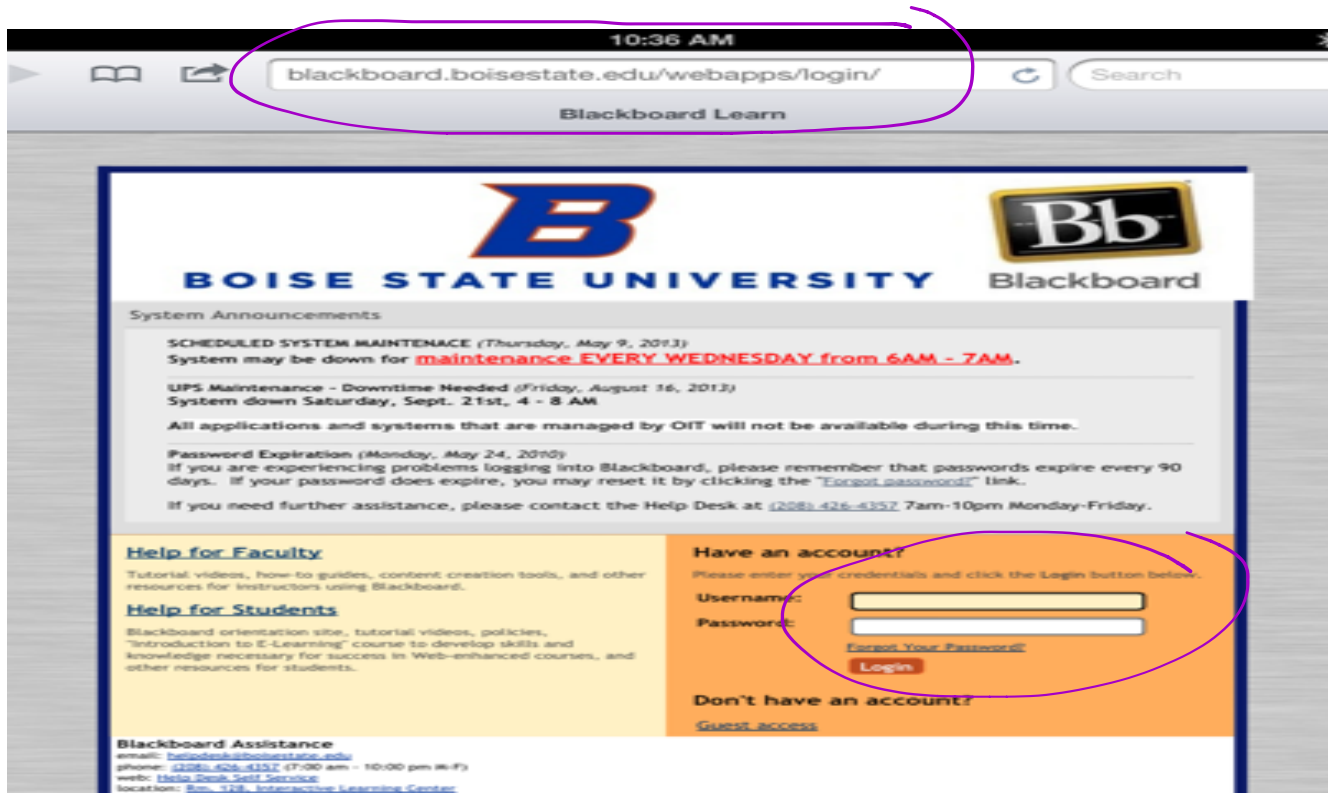 10:36 AM
blackboard.boisestate.edu/webapps/login/
Search
Blackboard Learn
B
Bb
BOISE STATE UNIVERSITY
Blackboard
System Announcements
SCHEDULED SYSTEM MAINTENACE (Thursday, May 9, 2013)
System may be down for maintenance EVERY WEDNESDAY from 6AM - 7AM.
UPS Maintenance - Downtime Needed (Friday, August 16, 2013)
System down Saturday, Sept. 21st, 4 - 8 AM
All applications and systems that are managed by OIT will not be available during this time.
Password Expiration (Monday, May 24, 2010)
If you are experiencing problems logging into Blackboard, please remember that passwords expire every 90
days. If your password does expire, you may reset it by clicking the "Forgot password?" link.
If you need further assistance, please contact the Help Desk at (208) 426-4357 7am-10pm Monday-Friday.
Help for Faculty
Tutorial videos, how-to guides, content creation tools, and other
resources for instructors using Blackboard.
Help for Students
Blackboard orientation site, tutorial videos, policies,
"Introduction to E-Learning" course to develop skills and
knowledge necessary for success in Web-enhanced courses, and
other resources for students.
Have an account?
Please enter your credentials and click the Login button below.
Username:
Password:
Forgot Your Password?
Login
Don't have an account?
Guest access
Blackboard Assistance
email: helpdesk@boisestate.edu
phone: (208) 426-4357 (7:00 am - 10:00 pm M-F)
web: Help Desk Self Service
location: Rm. 128, Interactive Learning Center